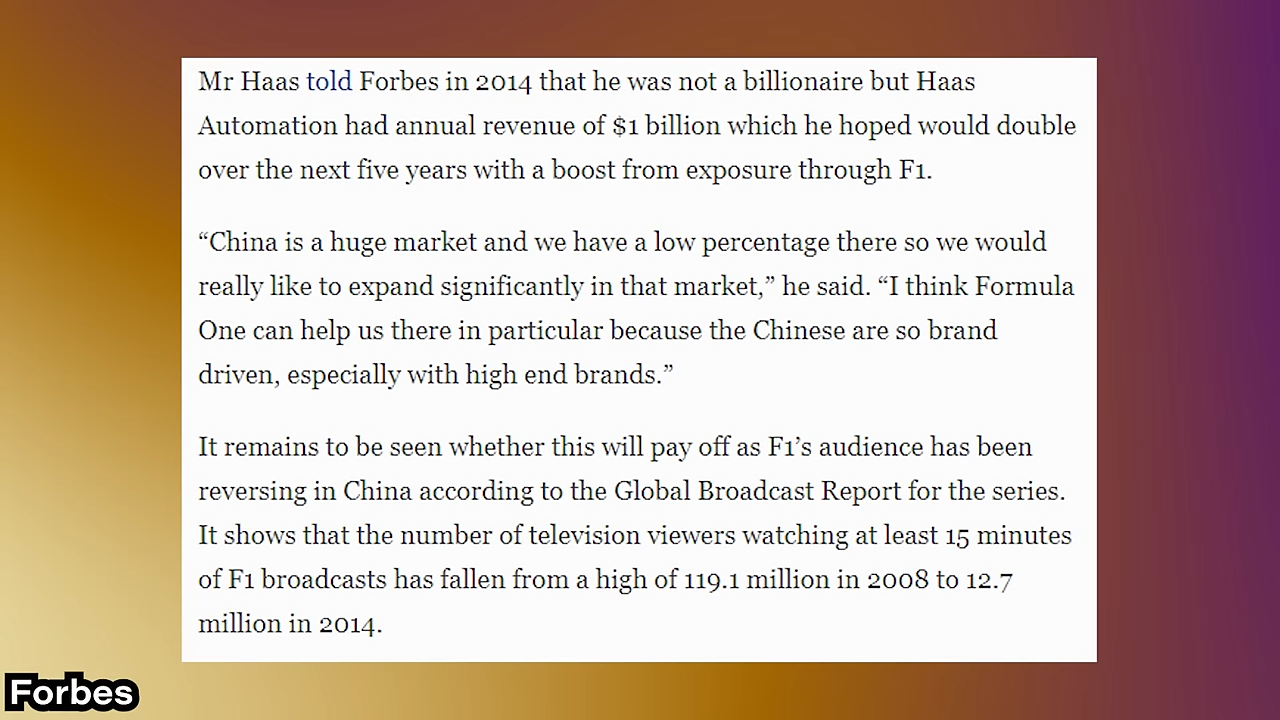 Mr Haas told Forbes in 2014 that he was not a billionaire but Haas
Automation had annual revenue of $1 billion which he hoped would double
over the next five years with a boost from exposure through F1.
“China is a huge market and we have a low percentage there so we would
really like to expand significantly in that market,” he said. “I think Formula
One can help us there in particular because the Chinese are so brand
driven, especially with high end brands.”
It remains to be seen whether this will pay off as F1’s audience has been
reversing in China according to the Global Broadcast Report for the series.
It shows that the number of television viewers watching at least 15 minutes
of F1 broadcasts has fallen from a high of 119.1 million in 2008 to 12.7
million in 2014.
Forbes